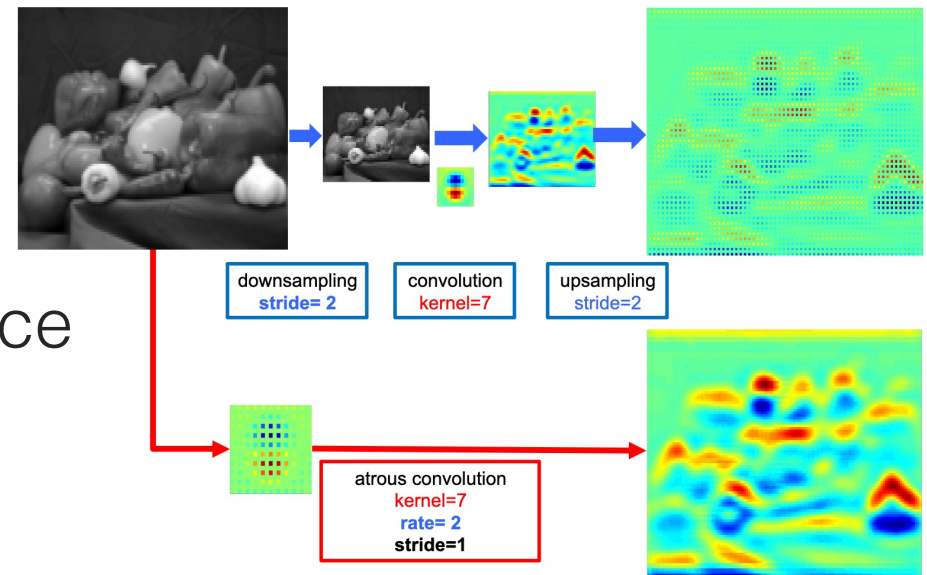 downsampling
stride= 2
convolution
kernel=7
upsampling
stride=2
ce
atrous convolution
kernel=7
rate= 2
stride=1